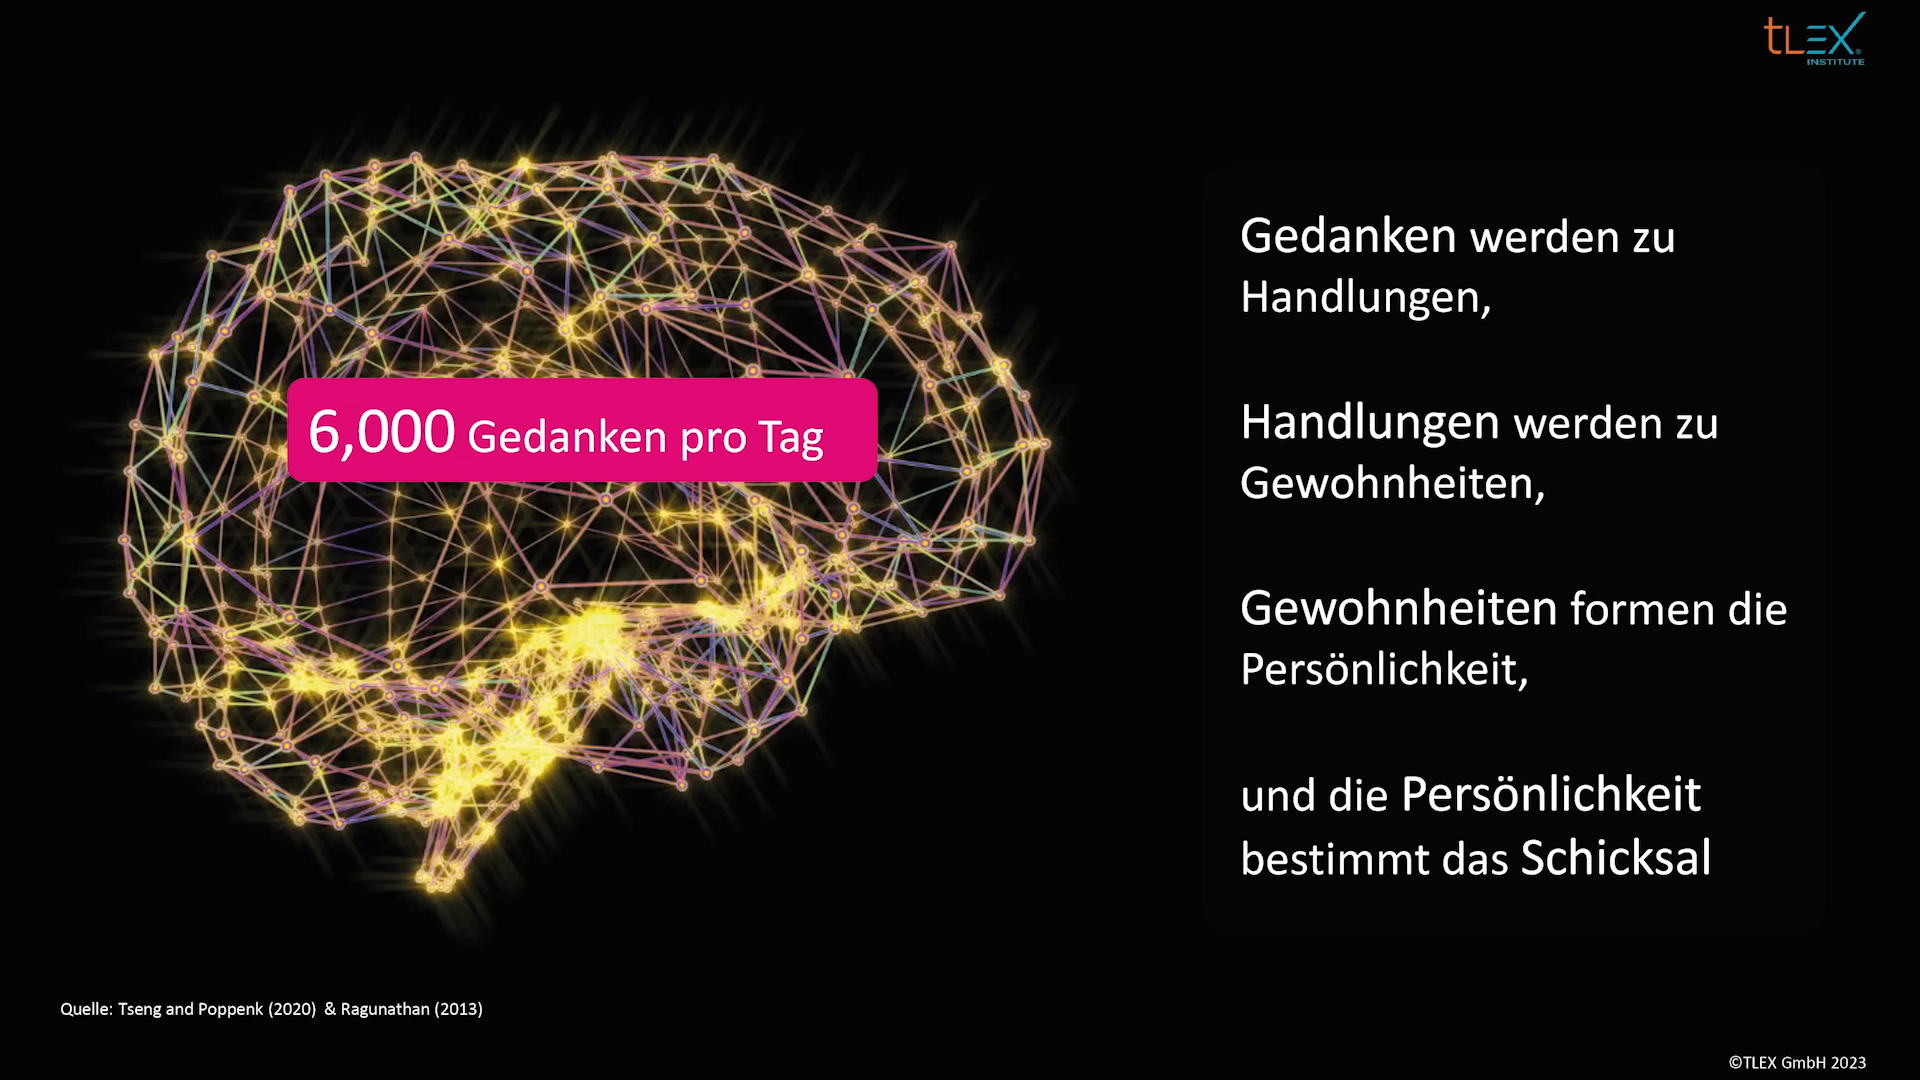 tLEX®
INSTITUTE
6,000 Gedanken pro Tag
Gedanken werden zu
Handlungen,
Handlungen werden zu
Gewohnheiten,
Gewohnheiten formen die
Persönlichkeit,
und die Persönlichkeit
bestimmt das Schicksal
Quelle: Tseng and Poppenk (2020) & Ragunathan (2013)
©TLEX GmbH 2023